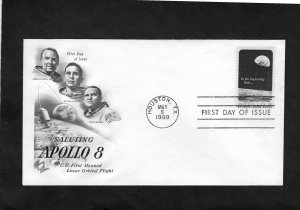 First Day
of Issue
SALUTING
APOLLO 8
U.S. First Manned
Lunar Orbital Flight
HOUSTON, TX
MAY
5
1969
In the beginning
God...
FIRST DAY OF ISSUE